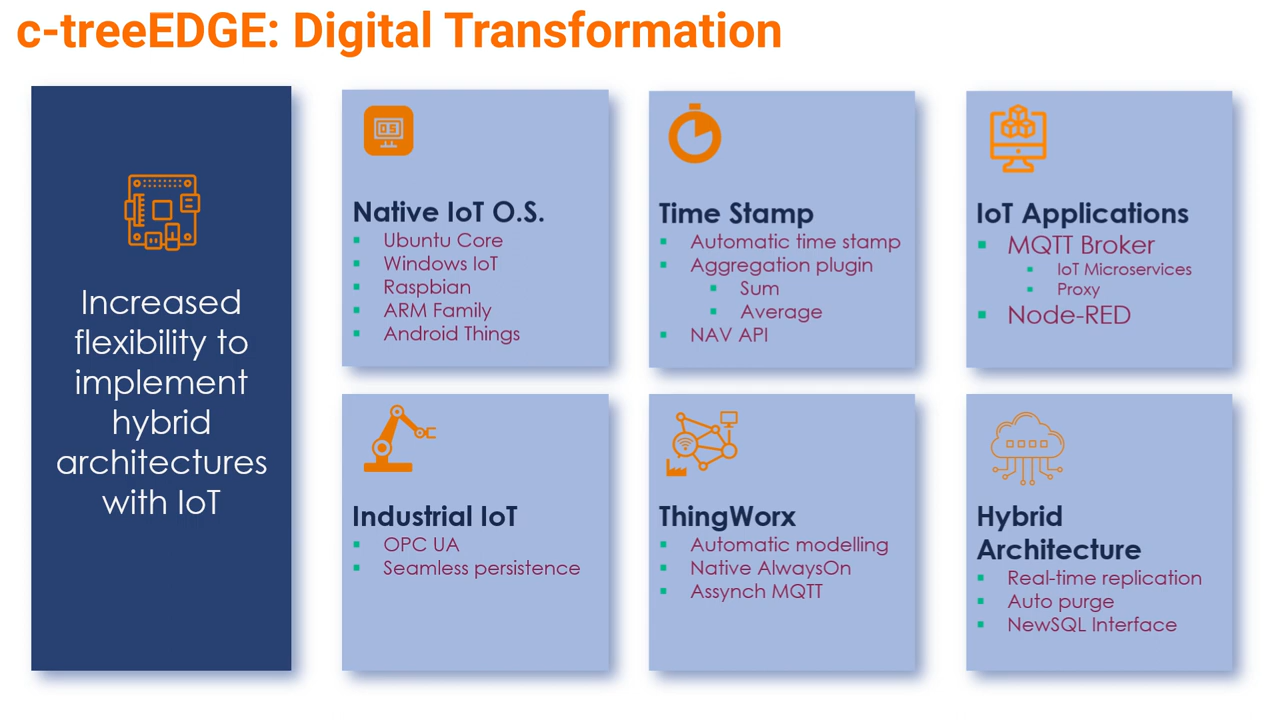 c-treeEDGE: Digital Transformation
Increased
flexibility to
implement
hybrid
architectures
with IoT
OS
Native IoT O.S.
Ubuntu Core
Windows IoT
Raspbian
ARM Family
Android Things
Time Stamp
Automatic time stamp
Aggregation plugin
Sum
Average
NAV API
IoT Applications
MQTT Broker
IoT Microservices
Proxy
Node-RED
Industrial IoT
OPC UA
Seamless persistence
ThingWorx
Automatic modelling
Native AlwaysOn
Assynch MQTT
Hybrid
Architecture
Real-time replication
Auto purge
NewSQL Interface